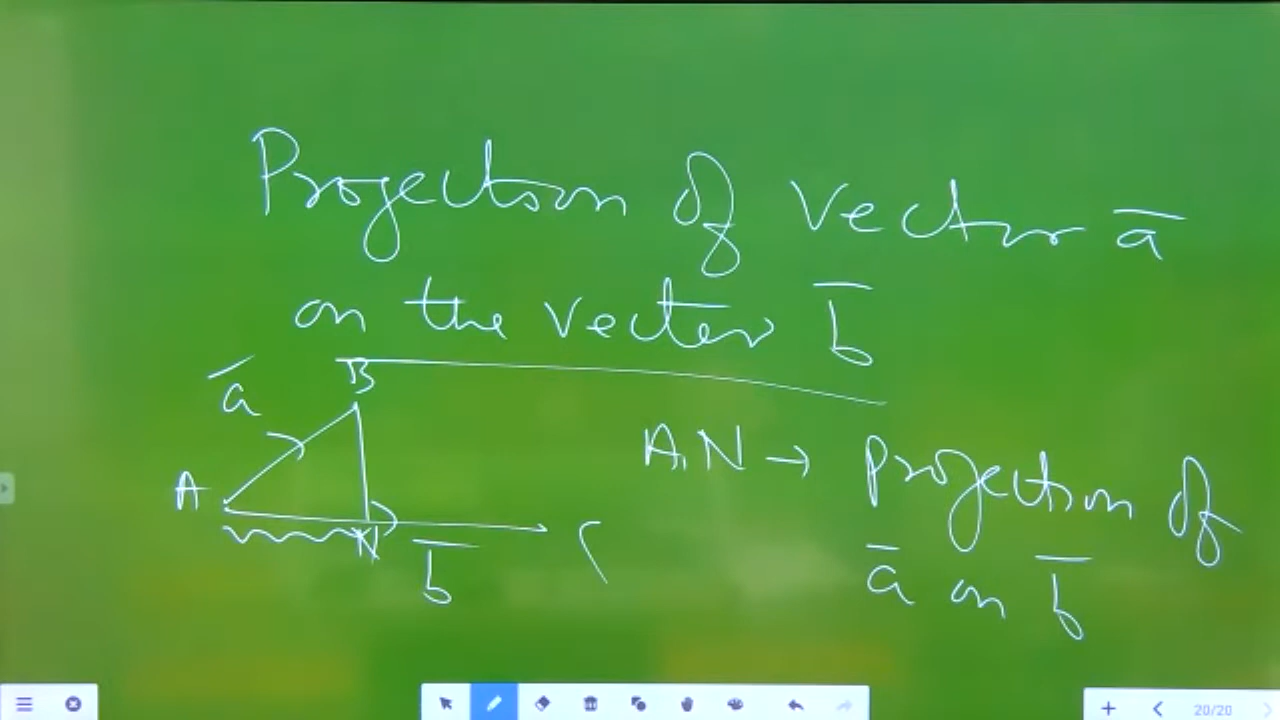 Projection of vector a̅
on the vector b̅
a̅
B
A
N
b̅
C
AN → projection of
a̅ on b̅
20/20